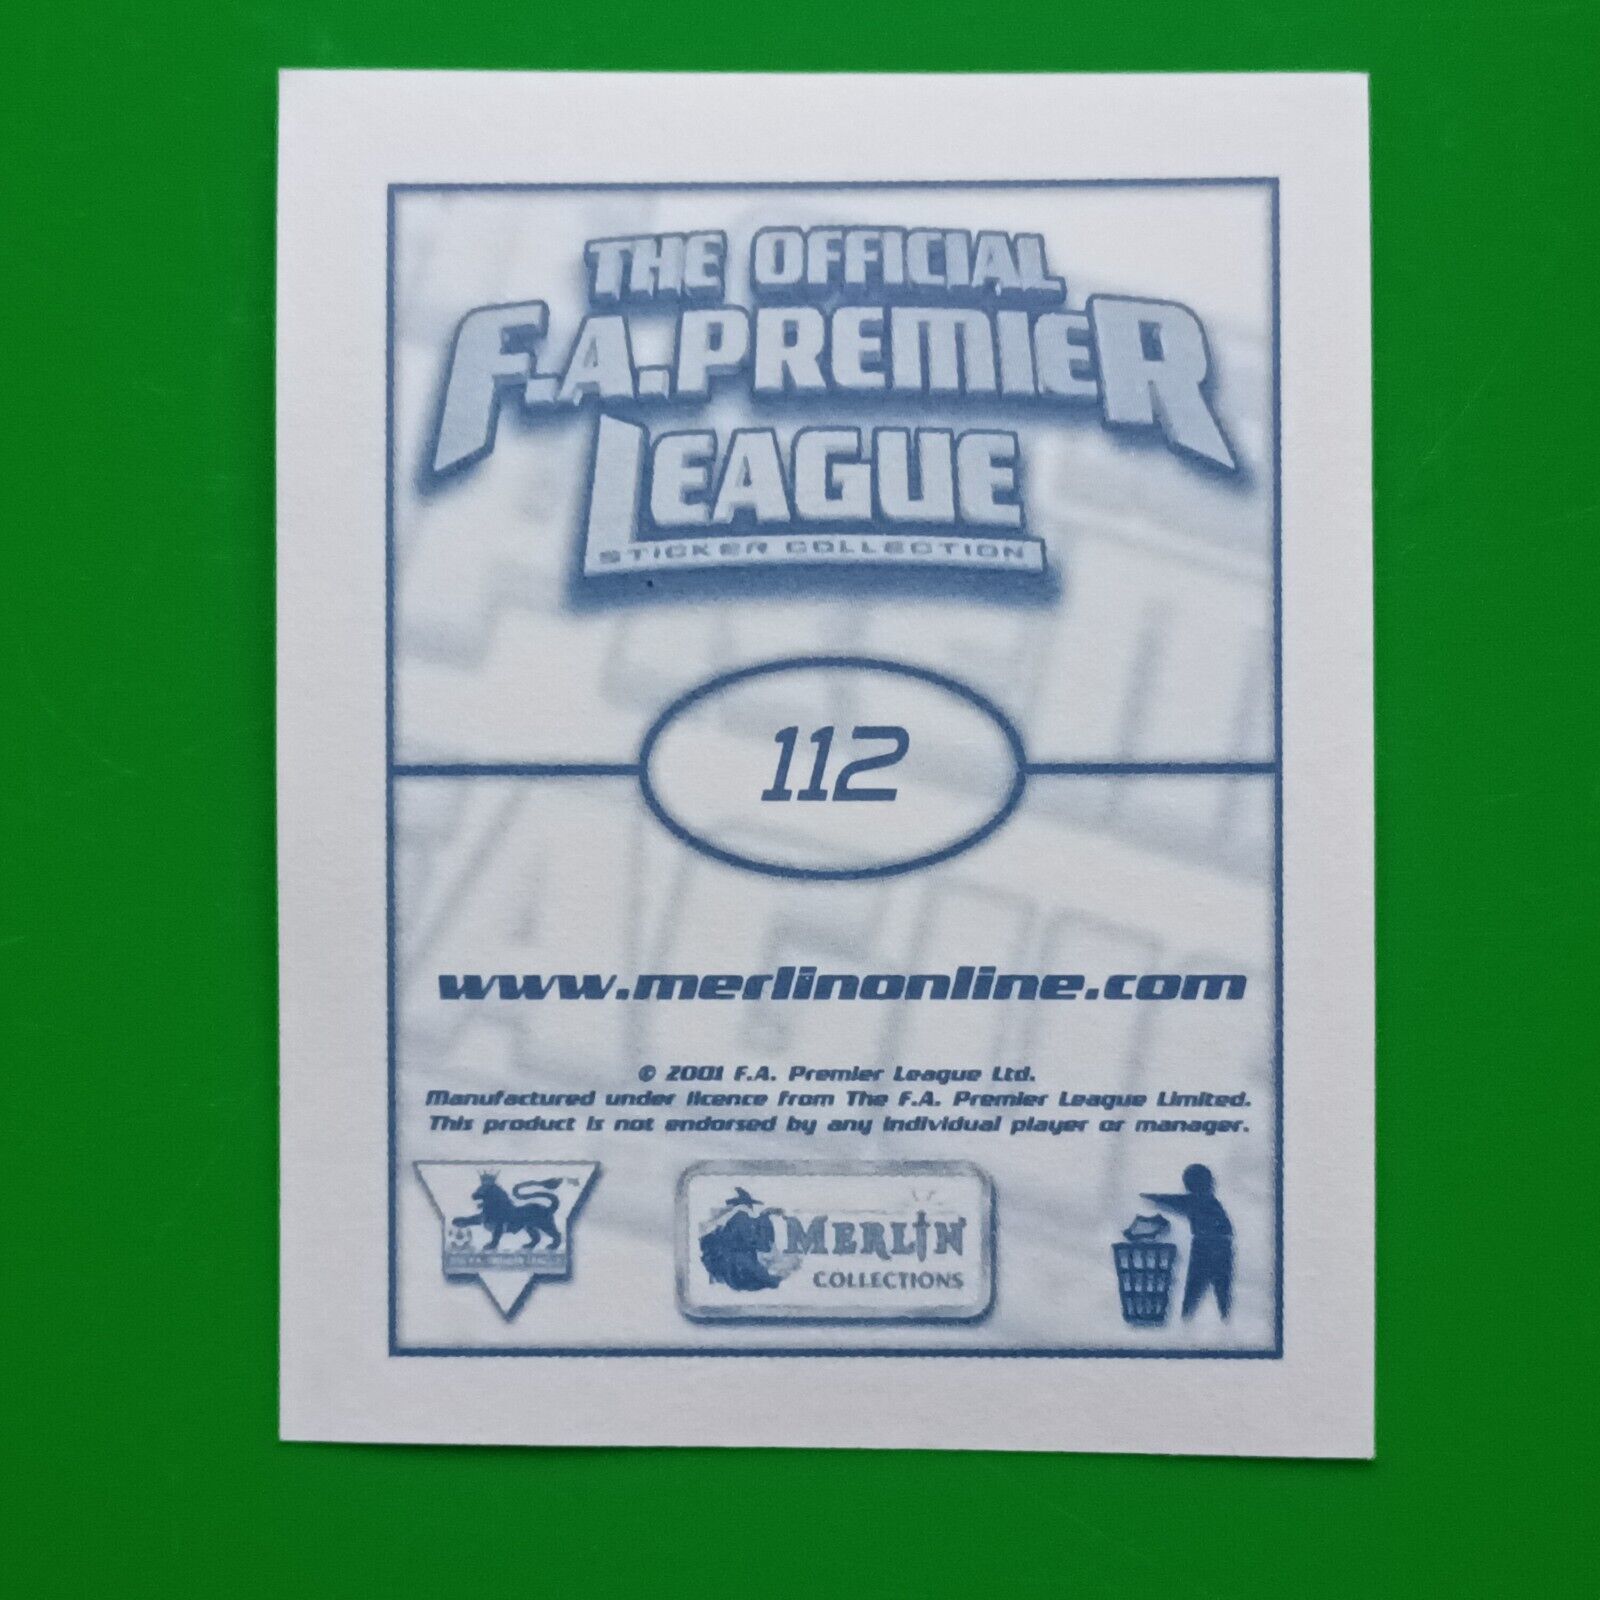 THE OFFICIAL
F.A. PREMIER
LEAGUE
STICKER COLLECTION
112
www.merlinonline.com
© 2001 F.A. Premier League Ltd.
Manufactured under licence from The F.A. Premier League Limited.
This product is not endorsed by any individual player or manager.
MERLIN
COLLECTIONS